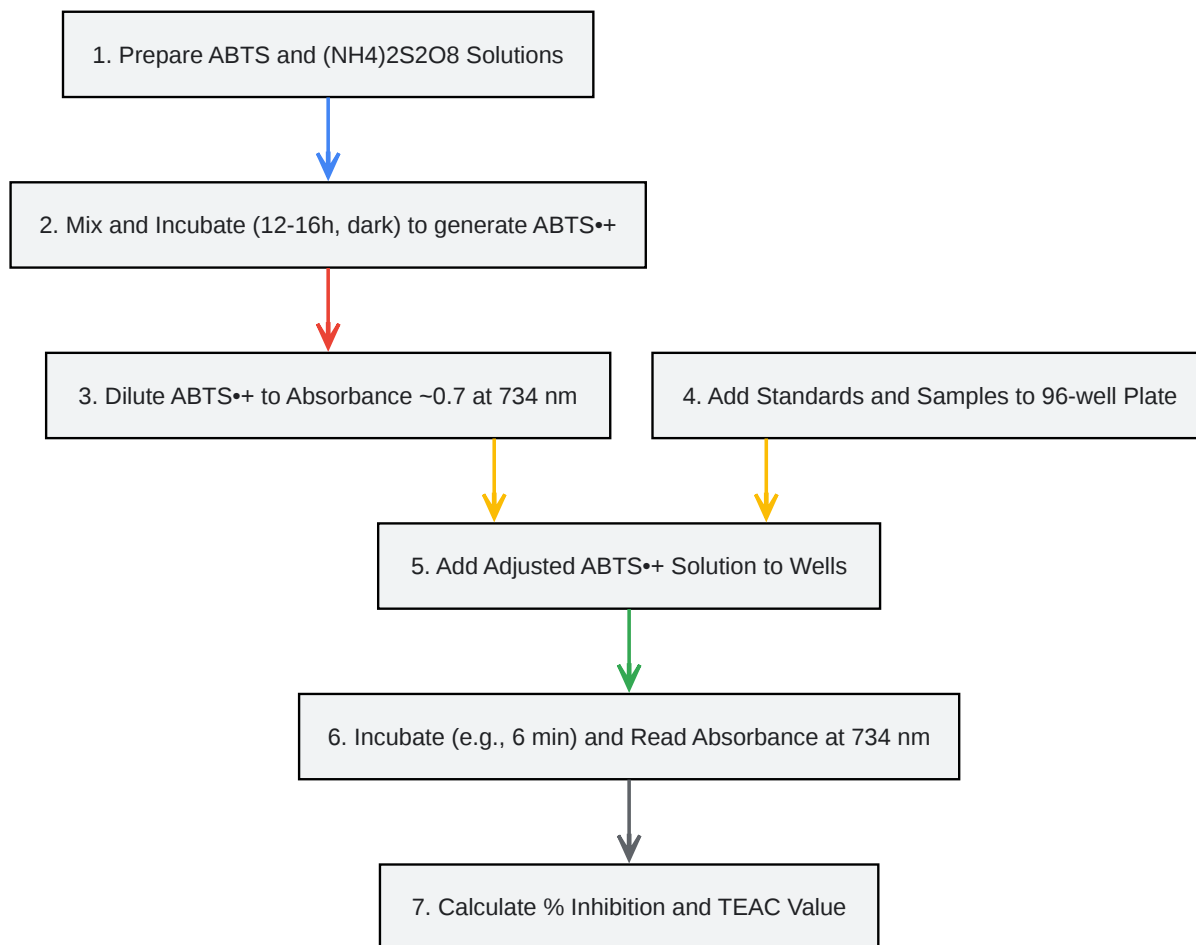 1. Prepare ABTS and (NH4)2S2O8 Solutions
2. Mix and Incubate (12-16h, dark) to generate ABTS•+
3. Dilute ABTS•+ to Absorbance ~0.7 at 734 nm
4. Add Standards and Samples to 96-well Plate
5. Add Adjusted ABTS•+ Solution to Wells
6. Incubate (e.g., 6 min) and Read Absorbance at 734 nm
7. Calculate % Inhibition and TEAC Value